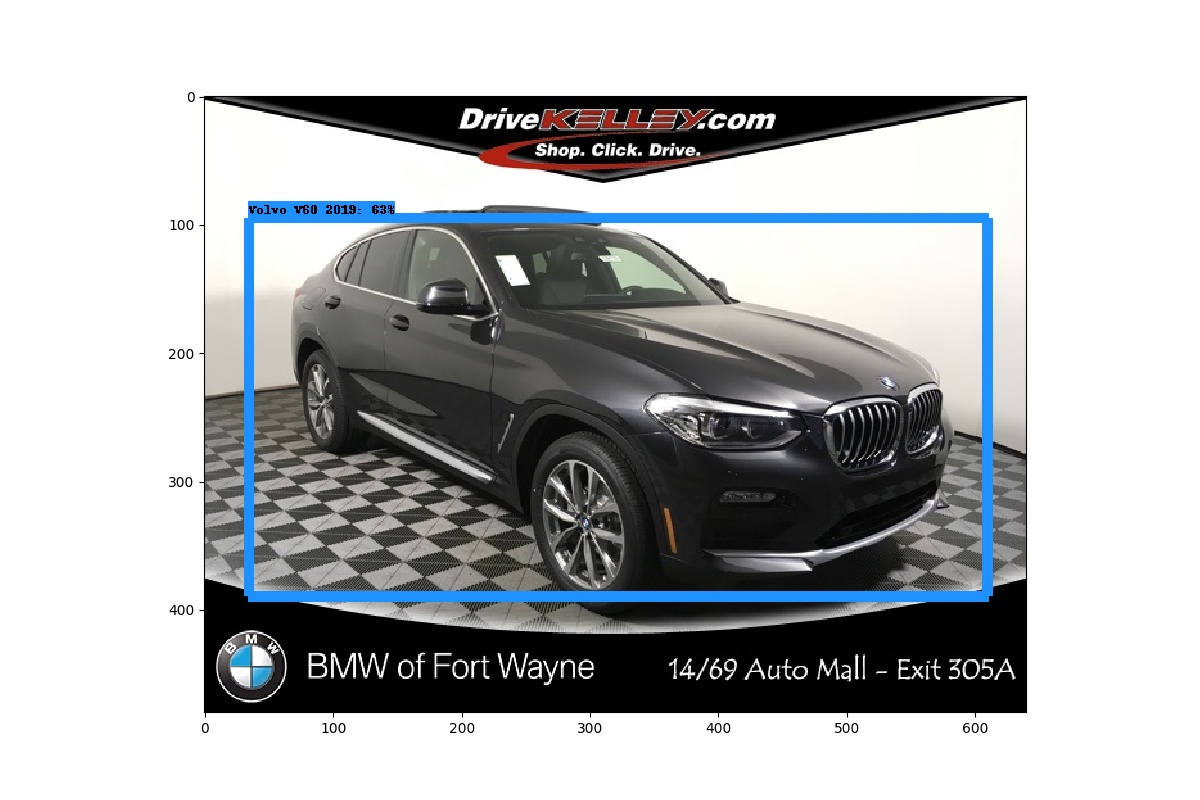 DriveKELLEY.com
Shop. Click. Drive.
Volvo V60 2019: 63%
0
100
200
300
400
BMW
BMW of Fort Wayne
14/69 Auto Mall - Exit 305A
0 100 200 300 400 500 600